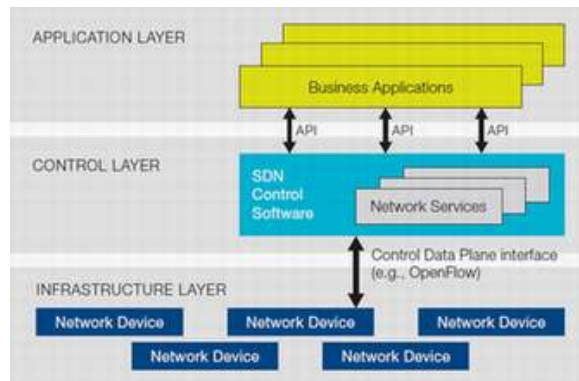 APPLICATION LAYER
Business Applications
API
API
API
CONTROL LAYER
SDN
Control
Software
Network Services
Control Data Plane interface
(e.g., OpenFlow)
INFRASTRUCTURE LAYER
Network Device
Network Device
Network Device
Network Device
Network Device